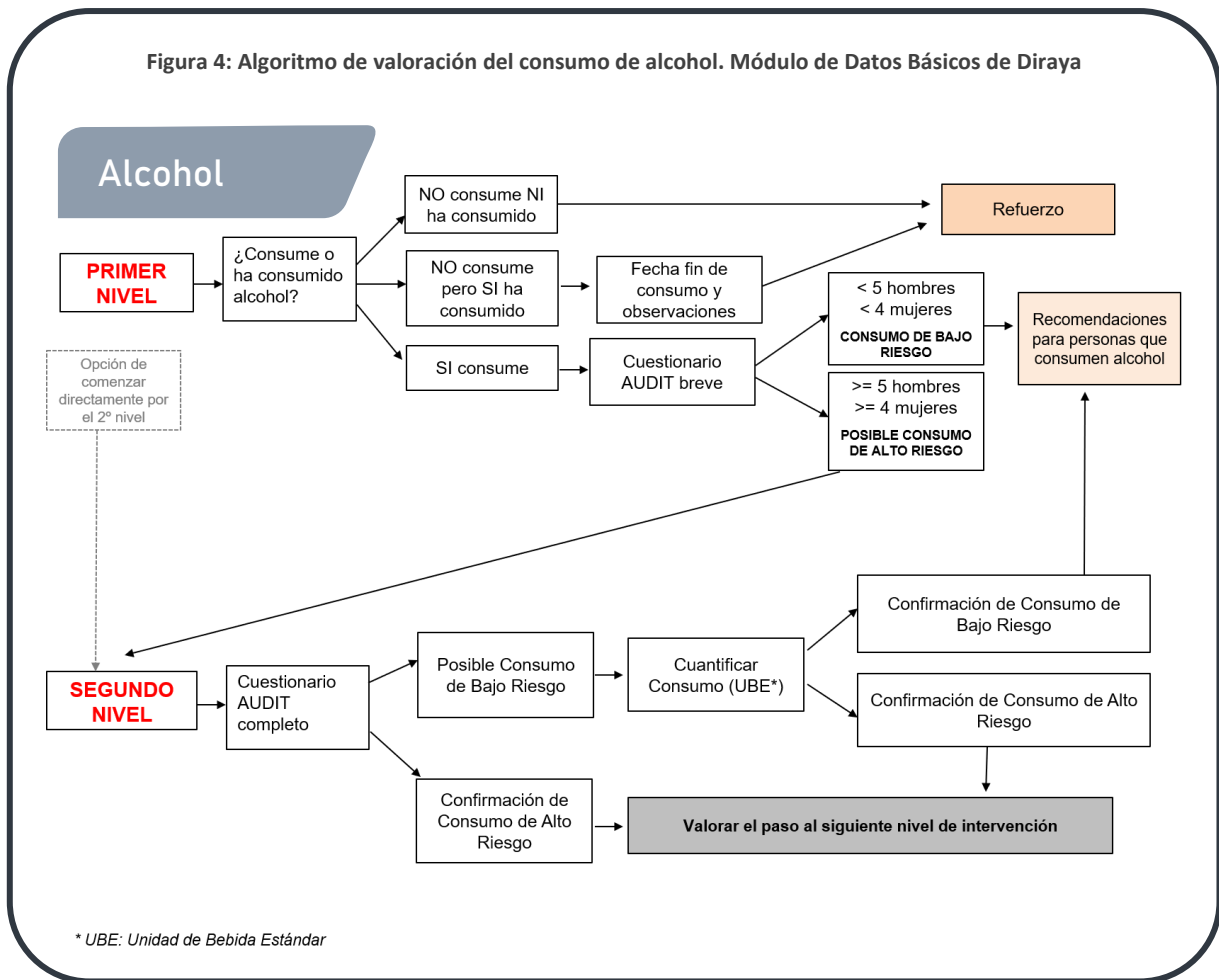 Figura 4: Algoritmo de valoración del consumo de alcohol. Módulo de Datos Básicos de Diraya
Alcohol
PRIMER
NIVEL
¿Consume o
ha consumido
alcohol?
NO consume NI
ha consumido
Refuerzo
NO consume
pero SI ha
consumido
Fecha fin de
consumo y
observaciones
SI consume
Cuestionario
AUDIT breve
< 5 hombres
< 4 mujeres
CONSUMO DE BAJO
RIESGO
Recomendaciones
para personas que
consumen alcohol
>= 5 hombres
>= 4 mujeres
POSIBLE CONSUMO
DE ALTO RIESGO
Opción de
comenzar
directamente por
el 2º nivel
SEGUNDO
NIVEL
Cuestionario
AUDIT
completo
Posible Consumo
de Bajo Riesgo
Cuantificar
Consumo (UBE*)
Confirmación de Consumo de
Bajo Riesgo
Confirmación de Consumo de Alto
Riesgo
Confirmación de
Consumo de Alto
Riesgo
Valorar el paso al siguiente nivel de intervención
* UBE: Unidad de Bebida Estándar